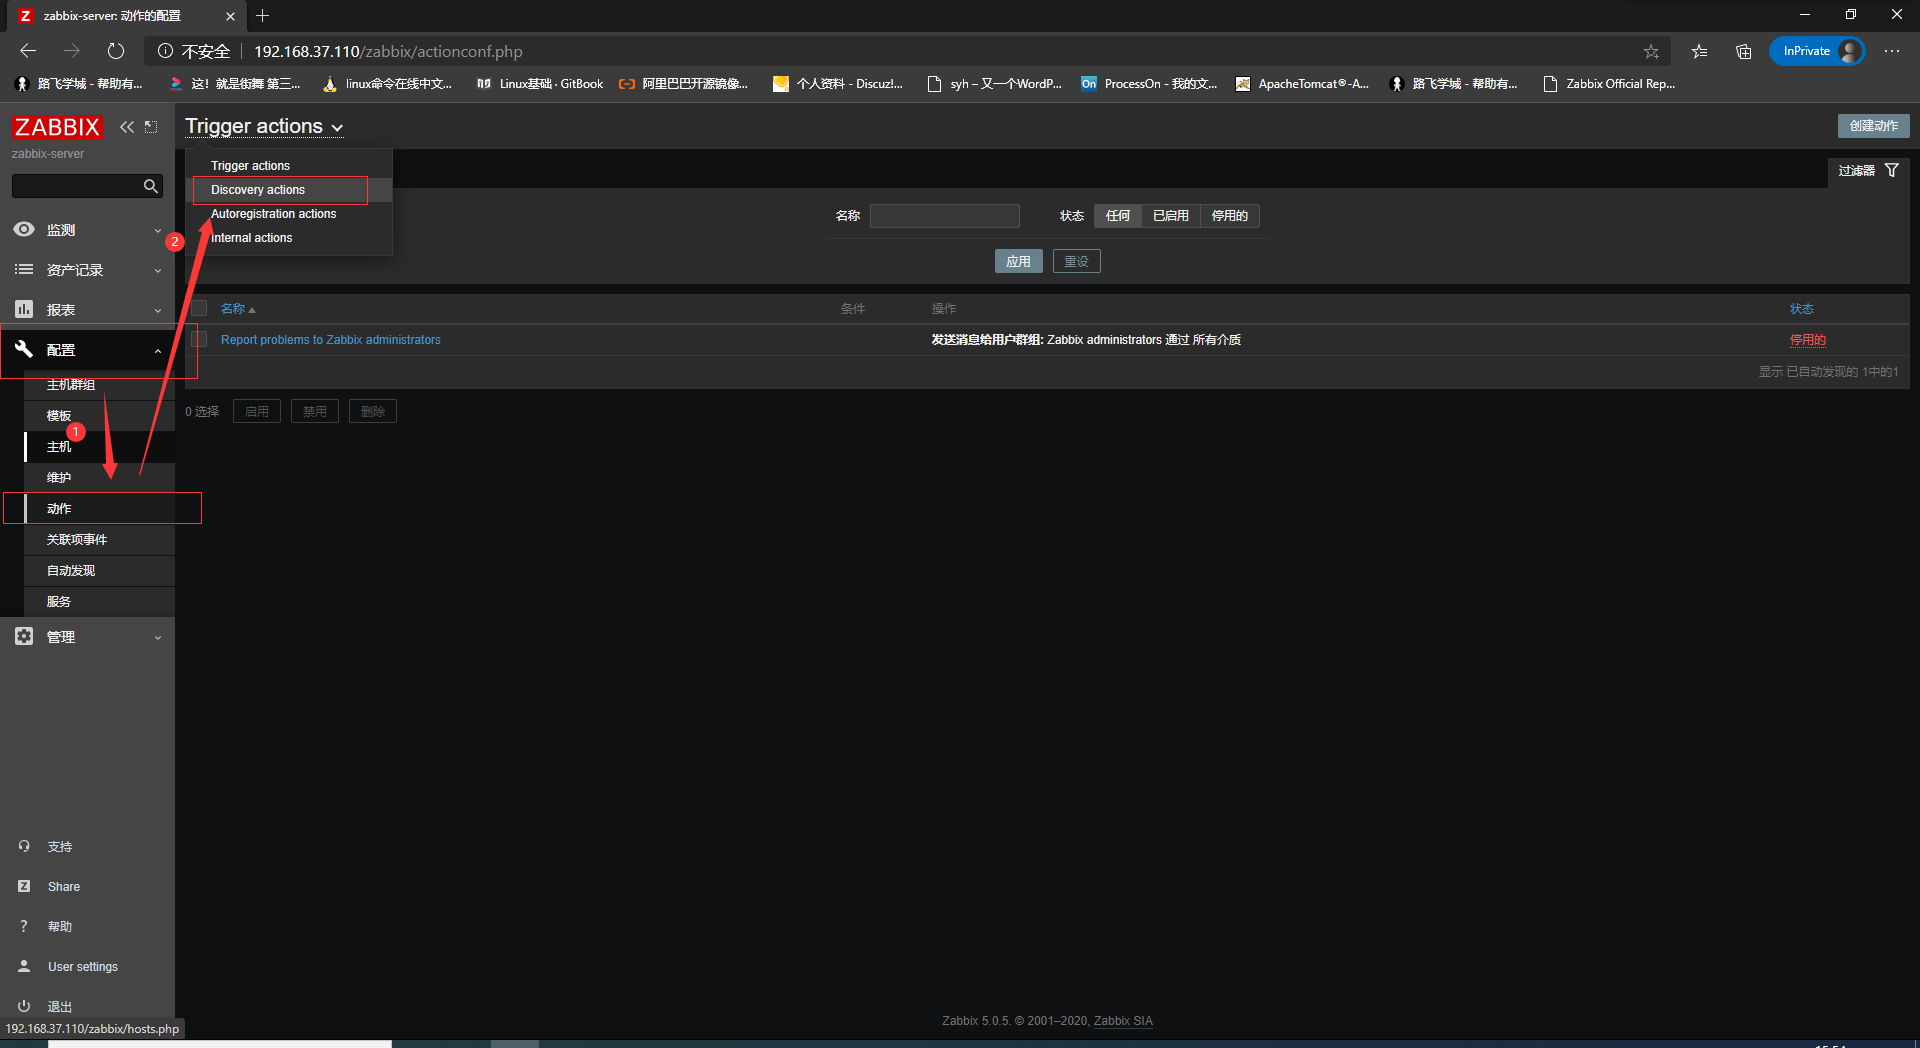 zabbix-server: 动作的配置
不安全 192.168.37.110/zabbix/actionconf.php
InPrivate
路飞学城 - 帮助有...
这！就是街舞 第三...
linux命令在线中文...
Linux基础 · GitBook
阿里巴巴开源镜像...
个人资料 - Discuz!...
syh – 又一个WordP...
ProcessOn - 我的文...
ApacheTomcat®-A...
路飞学城 - 帮助有...
Zabbix Official Rep...
ZABBIX
zabbix-server
监测
资产记录
报表
配置
主机群组
模板
1
主机
维护
动作
关联项事件
自动发现
服务
管理
支持
Share
帮助
User settings
退出
192.168.37.110/zabbix/hosts.php
Trigger actions
创建动作
Trigger actions
Discovery actions
Autoregistration actions
Internal actions
2
过滤器
名称
状态 任何 已启用 停用的
应用 重设
名称 条件 操作 状态
Report problems to Zabbix administrators 发送消息给用户群组: Zabbix administrators 通过 所有介质 停用的
显示 已自动发现的 1中的1
0 选择 启用 禁用 删除
Zabbix 5.0.5. © 2001–2020, Zabbix SIA